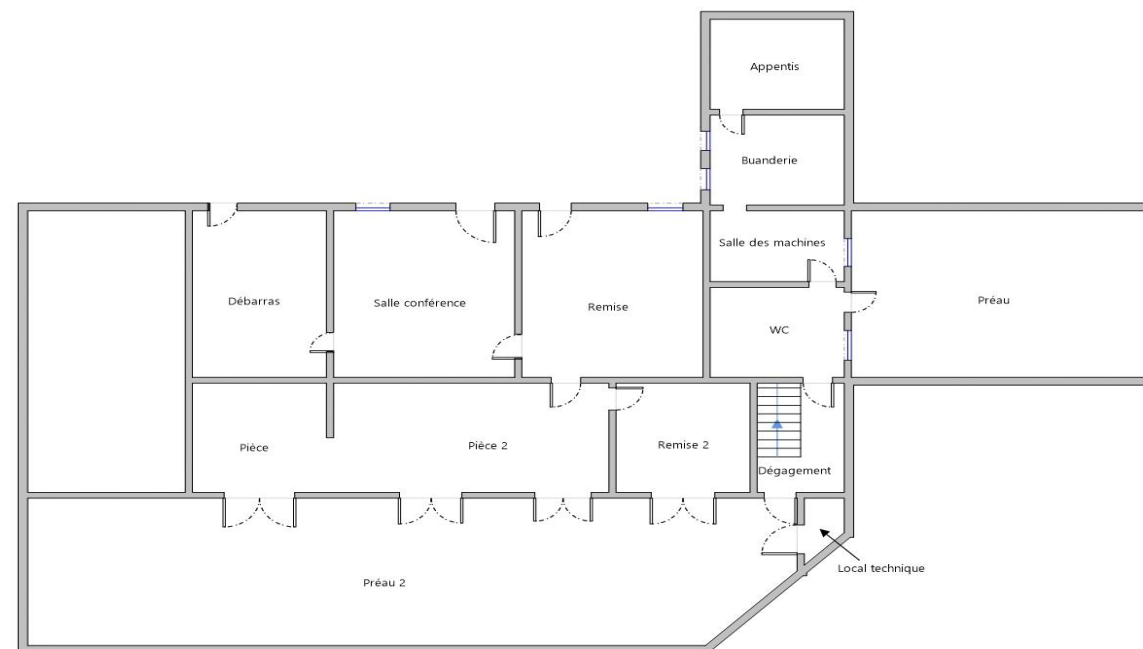 Appentis
Buanderie
Salle des machines
Débarras
Salle conférence
Remise
Préau
WC
Pièce
Pièce 2
Remise 2
Dégagement
Local technique
Préau 2